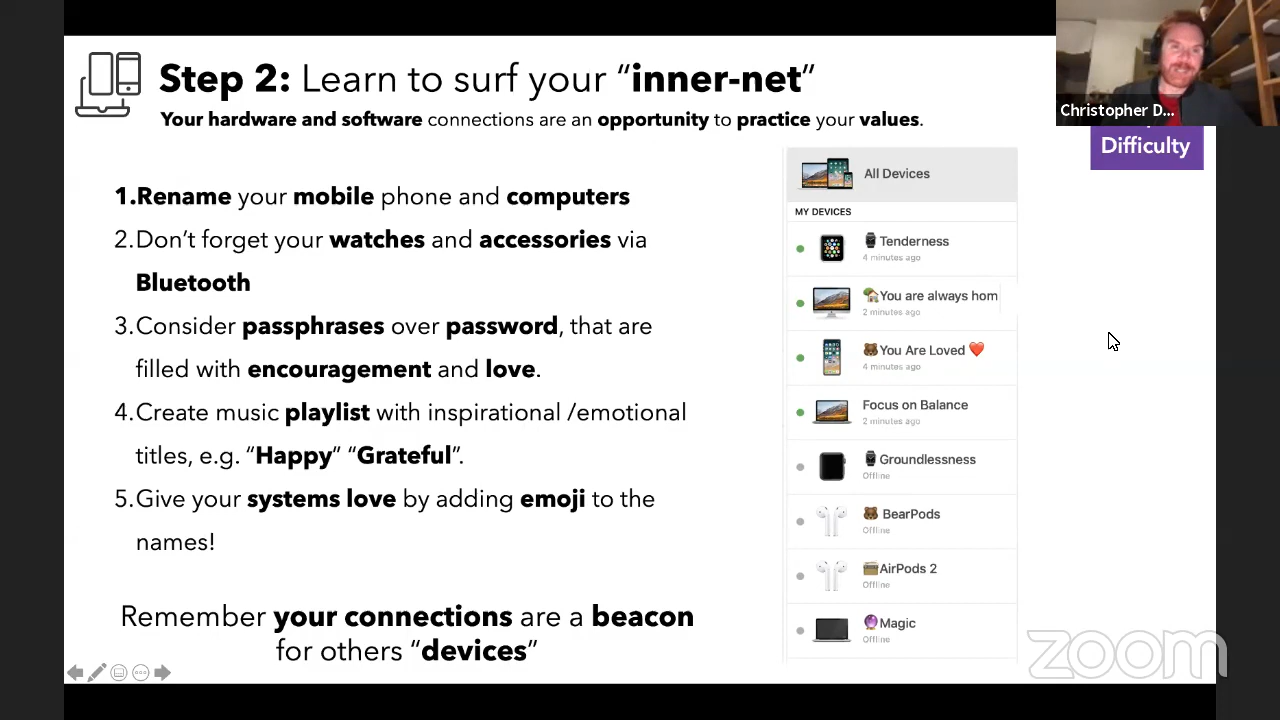 Step 2: Learn to surf your “inner-net”
Your hardware and software connections are an opportunity to practice your values.
Christopher D...
Difficulty
1.Rename your mobile phone and computers
2.Don’t forget your watches and accessories via
Bluetooth
3.Consider passphrases over password, that are
filled with encouragement and love.
4.Create music playlist with inspirational /emotional
titles, e.g. “Happy” “Grateful”.
5.Give your systems love by adding emoji to the
names!
Remember your connections are a beacon
for others “devices”
All Devices
MY DEVICES
Tenderness
4 minutes ago
🏡You are always hom
2 minutes ago
🐻You Are Loved ❤️
4 minutes ago
Focus on Balance
2 minutes ago
Groundlessness
Offline
🐻 BearPods
Offline
📻AirPods 2
Offline
🔮Magic
Offline
zoom